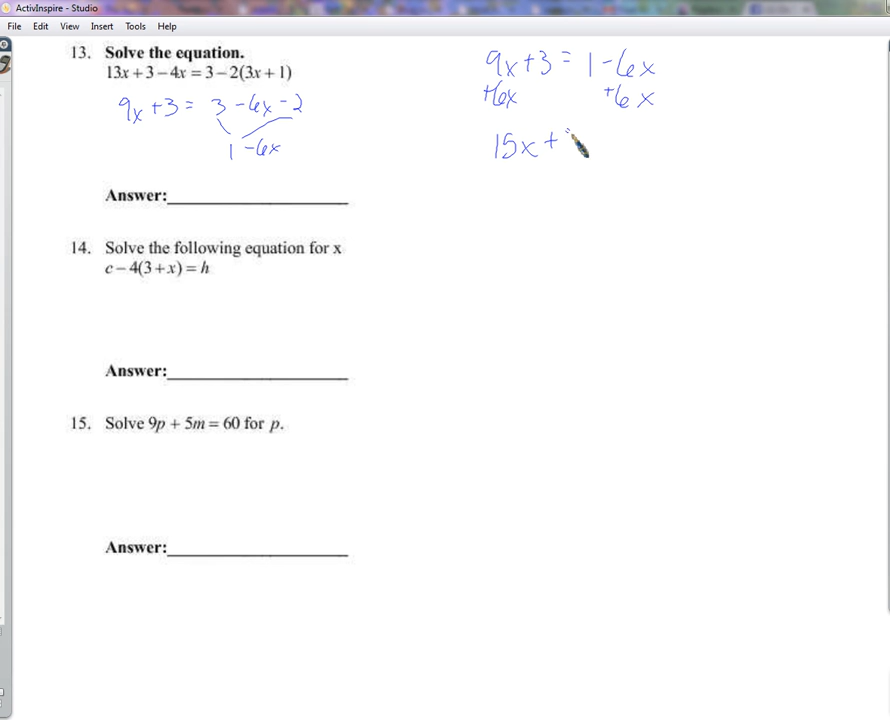 ActivInspire - Studio
File Edit View Insert Tools Help
13. Solve the equation.
13x + 3 – 4x = 3 – 2(3x + 1)
9x + 3 = 3 - 6x - 2
1 - 6x
9x + 3 = 1 - 6x
+6x +6x
15x +
Answer:
14. Solve the following equation for x
c – 4(3 + x) = h
Answer:
15. Solve 9p + 5m = 60 for p.
Answer: